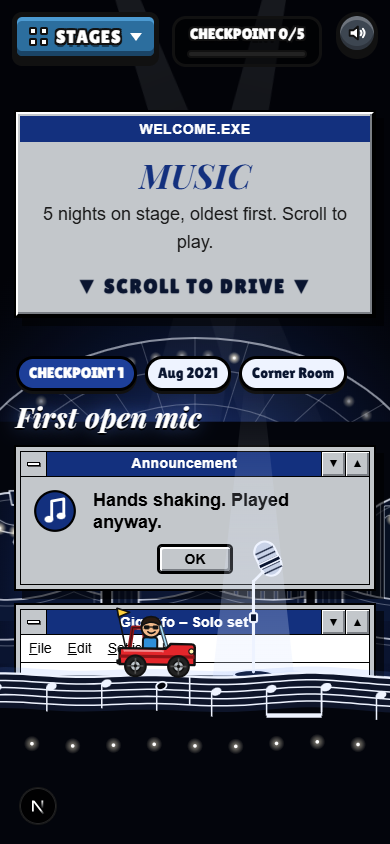 STAGES
CHECKPOINT 0/5
WELCOME.EXE
MUSIC
5 nights on stage, oldest first. Scroll to
play.
▼ SCROLL TO DRIVE ▼
CHECKPOINT 1
Aug 2021
Corner Room
First open mic
Announcement
Hands shaking. Played
anyway.
OK
– Solo set
File Edit
N